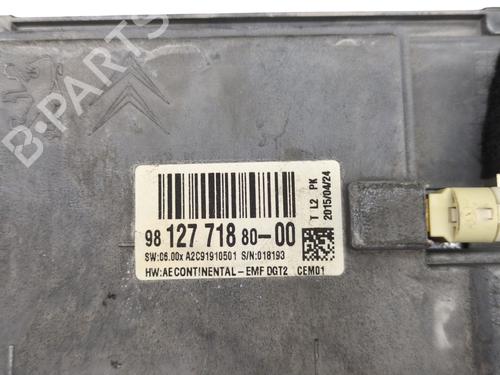 B-PARTS
T L2 PK
2015/04/24
98 127 718 80-00
SW:06.00x A2C91910501 S/N:018193
HW:AE CONTINENTAL-EMF DGT2 CEM01